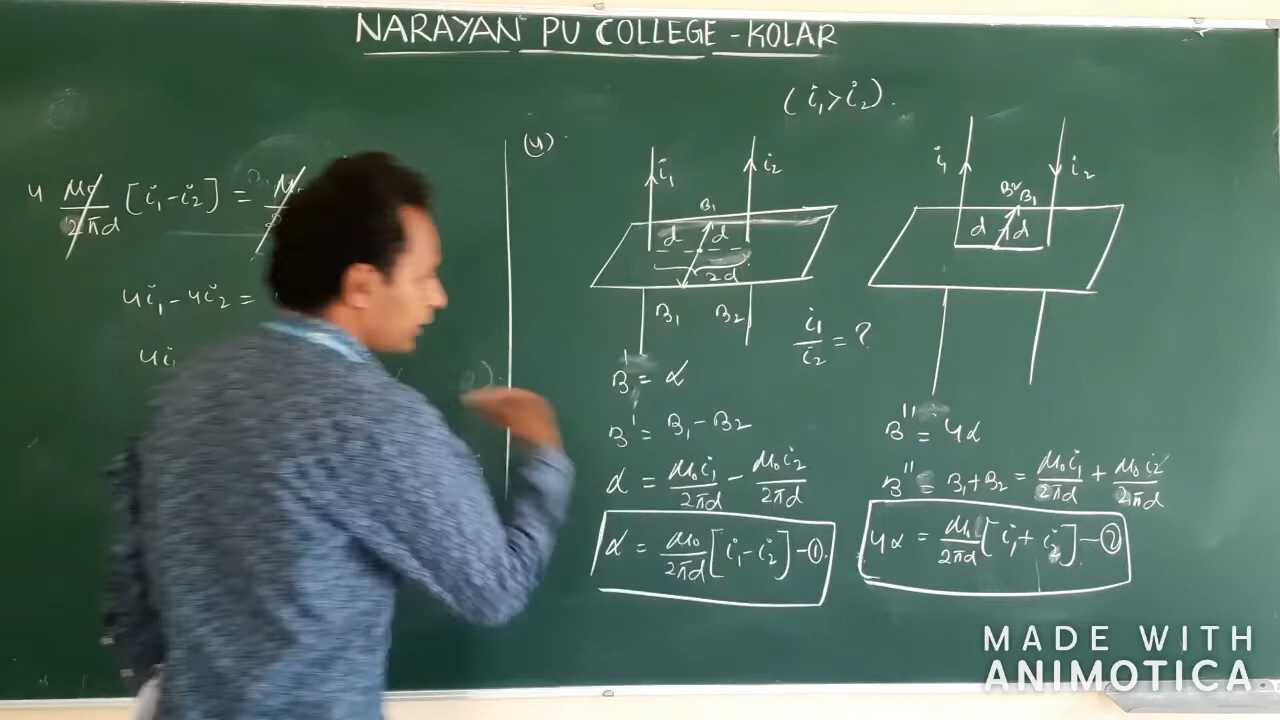 NARAYAN PU COLLEGE - KOLAR
(i₁>i₂).
4 μ₀/2πd [i₁-i₂] =
4i₁-4i₂ =
4i₁
(4)
i₁ i₂
B₁
d d
2d
B₁ B₂
i₁/i₂ = ?
B' = α
B' = B₁ - B₂
α = μ₀i₁/2πd - μ₀i₂/2πd
α = μ₀/2πd [i₁-i₂] -①
i₁ i₂
B₂ B₁
d d
B'' = 4α
B'' = B₁+B₂ = μ₀i₁/2πd + μ₀i₂/2πd
4α = μ₀/2πd [i₁+i₂] -②
MADE WITH
ANIMOTICA